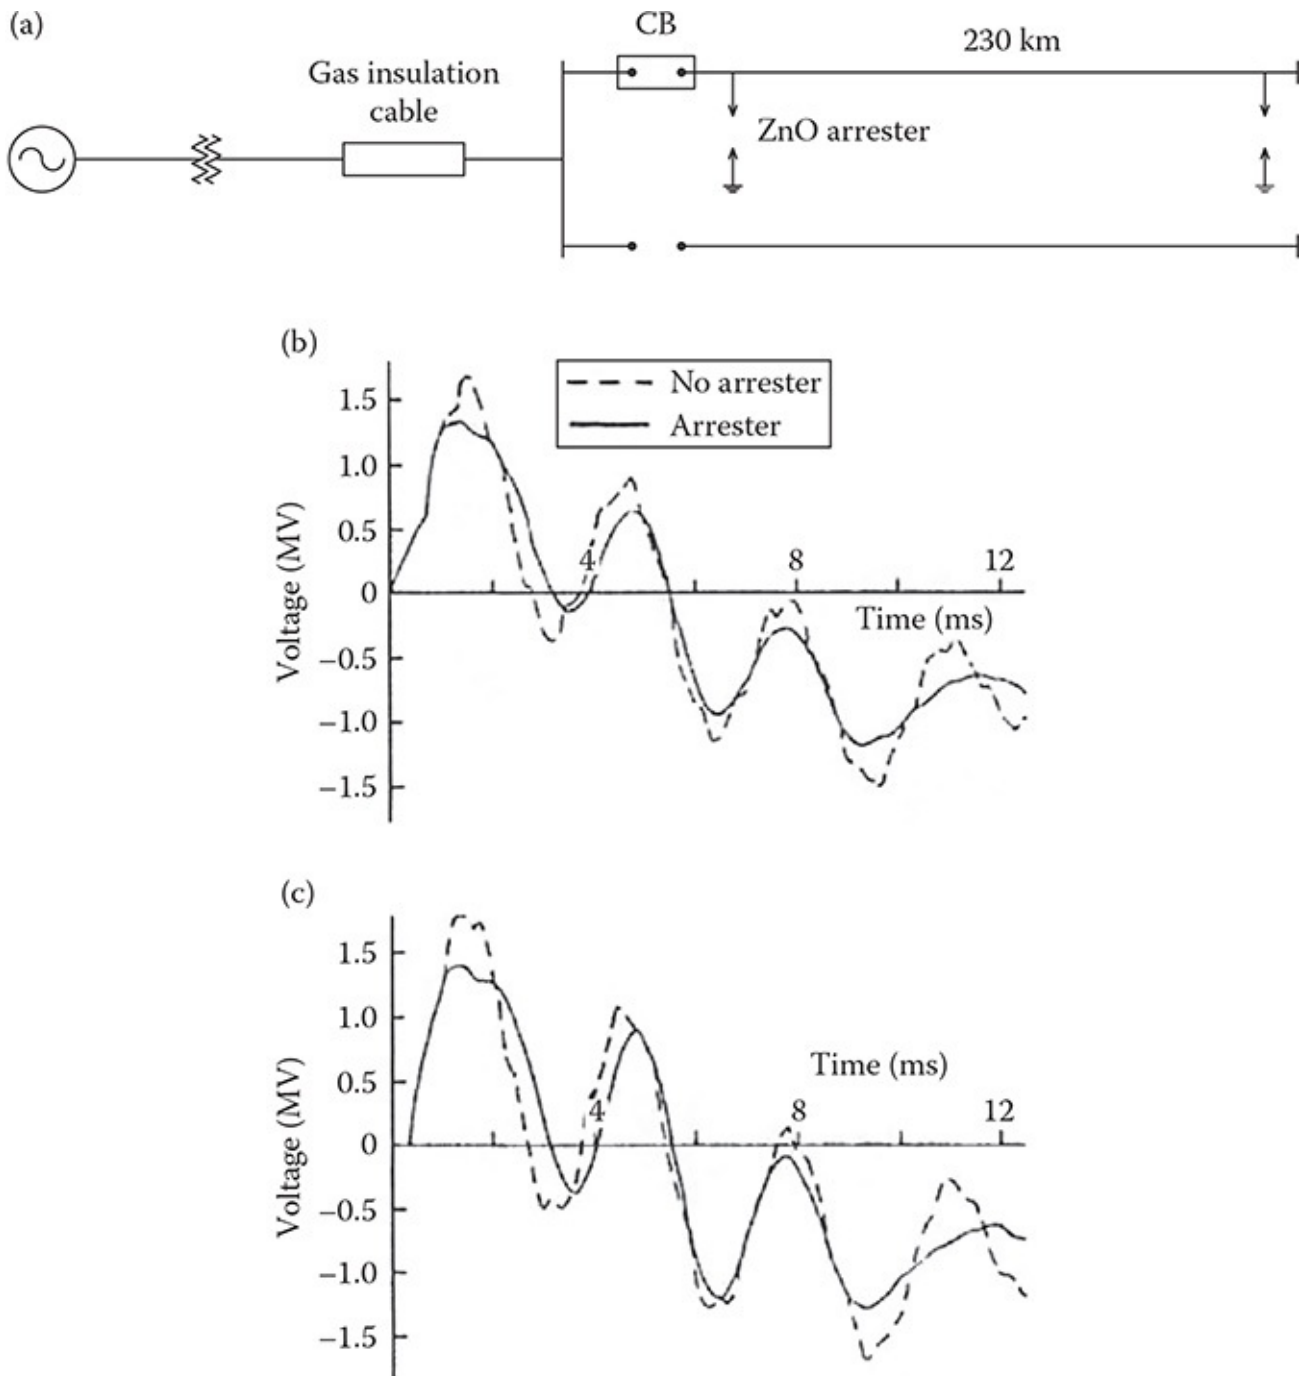 (a)
CB
230 km
Gas insulation
cable
ZnO arrester
(b)
No arrester
Arrester
1.5
1.0
0.5
0
−0.5
−1.0
−1.5
Voltage (MV)
4
8
12
Time (ms)
(c)
1.5
1.0
0.5
0
−0.5
−1.0
−1.5
Voltage (MV)
Time (ms)
4
8
12